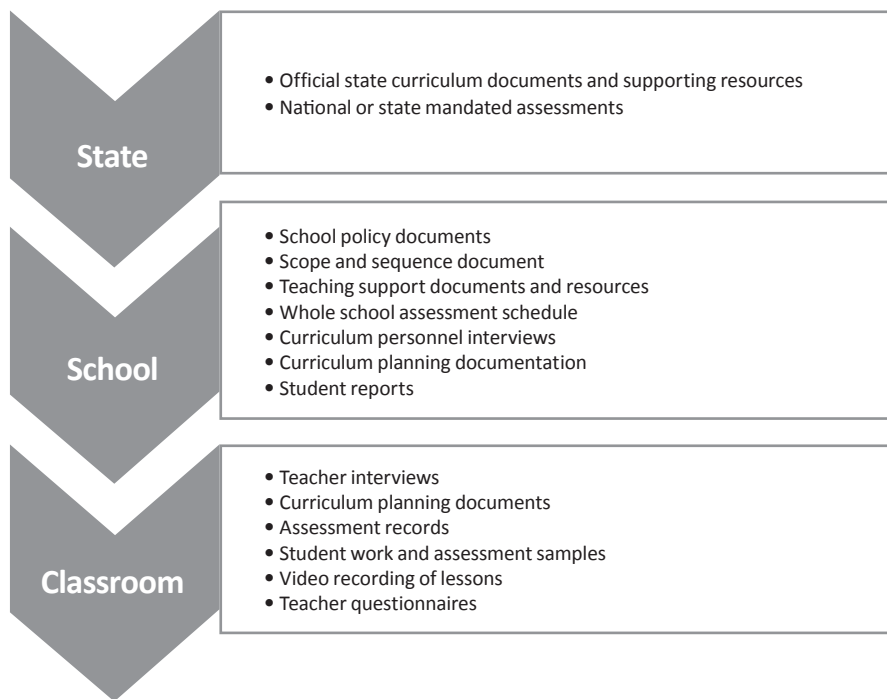 State
• Official state curriculum documents and supporting resources
• National or state mandated assessments
School
• School policy documents
• Scope and sequence document
• Teaching support documents and resources
• Whole school assessment schedule
• Curriculum personnel interviews
• Curriculum planning documentation
• Student reports
Classroom
• Teacher interviews
• Curriculum planning documents
• Assessment records
• Student work and assessment samples
• Video recording of lessons
• Teacher questionnaires